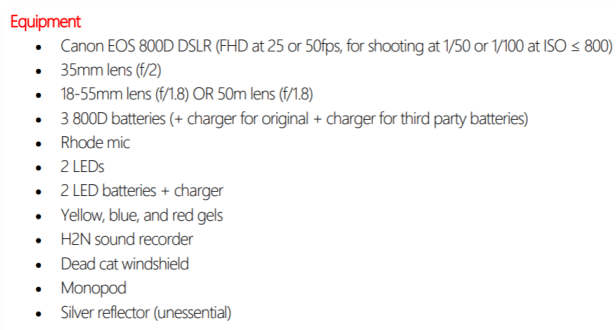 Equipment
• Canon EOS 800D DSLR (FHD at 25 or 50fps, for shooting at 1/50 or 1/100 at ISO ≤ 800)
• 35mm lens (f/2)
• 18-55mm lens (f/1.8) OR 50m lens (f/1.8)
• 3 800D batteries (+ charger for original + charger for third party batteries)
• Rhode mic
• 2 LEDs
• 2 LED batteries + charger
• Yellow, blue, and red gels
• H2N sound recorder
• Dead cat windshield
• Monopod
• Silver reflector (unessential)